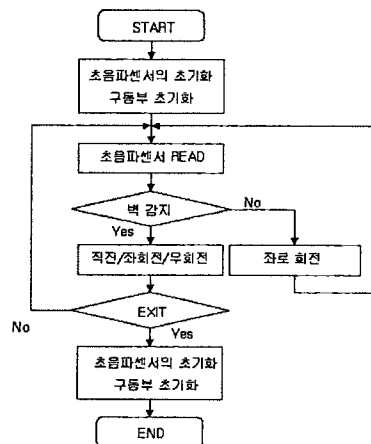 START
초음파센서의 초기화
구동부 초기화
초음파센서 READ
벽 감지
No
Yes
직진/좌회전/우회전
좌로 회전
EXIT
No
Yes
초음파센서의 초기화
구동부 초기화
END